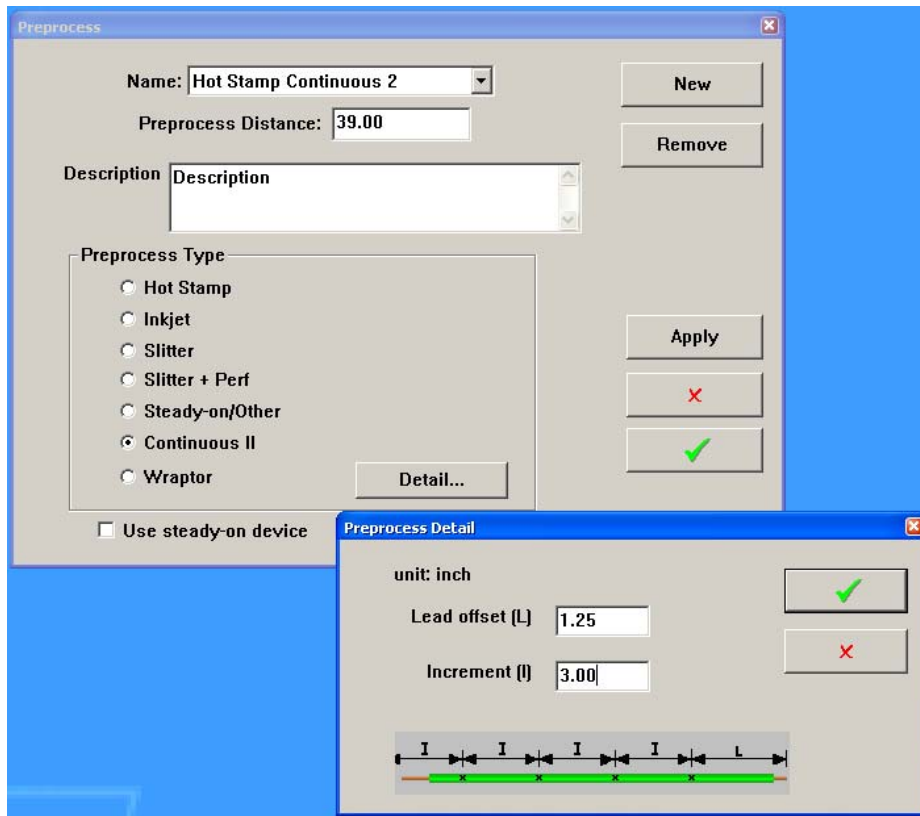 Preprocess
Name: Hot Stamp Continuous 2
New
Preprocess Distance: 39.00
Remove
Description Description
Preprocess Type
Hot Stamp
Inkjet
Slitter
Slitter + Perf
Steady-on/Other
Continuous II
Wraptor
Detail...
Apply
Use steady-on device
Preprocess Detail
unit: inch
Lead offset (L) 1.25
Increment (I) 3.00
I I I I L